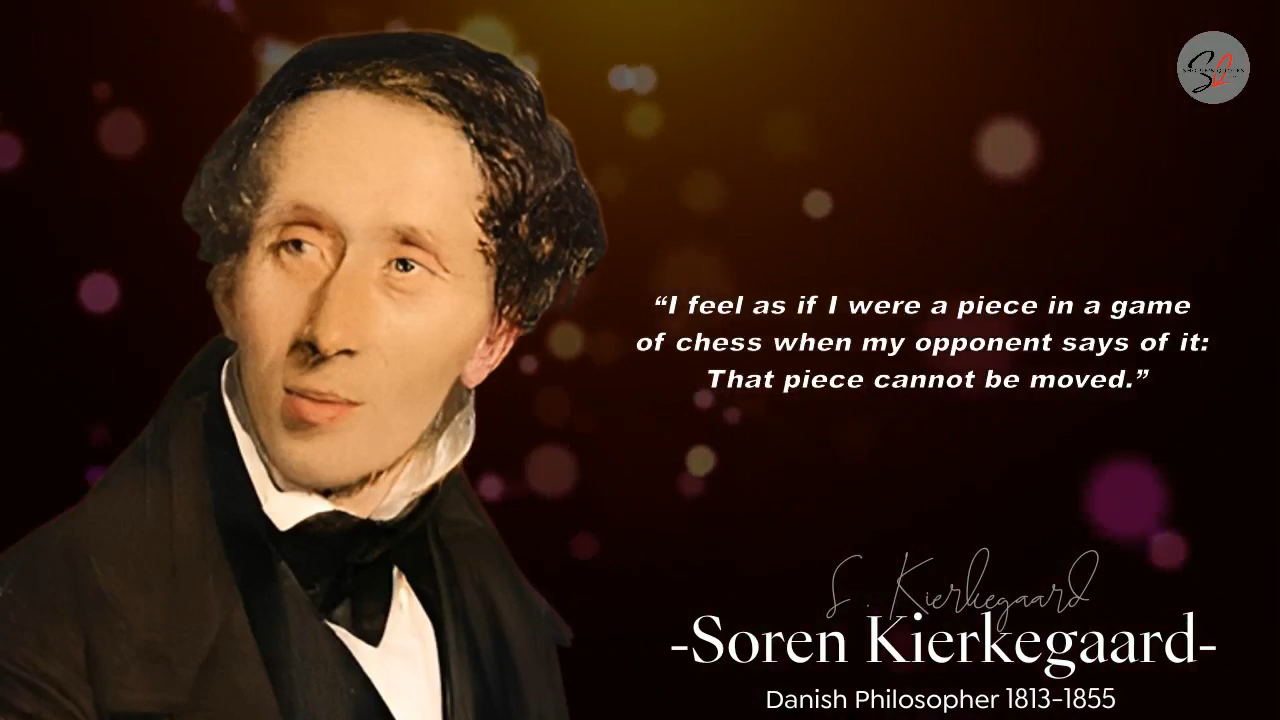 “I feel as if I were a piece in a game
of chess when my opponent says of it:
That piece cannot be moved.”
S. Kierkegaard
-Soren Kierkegaard-
Danish Philosopher 1813-1855